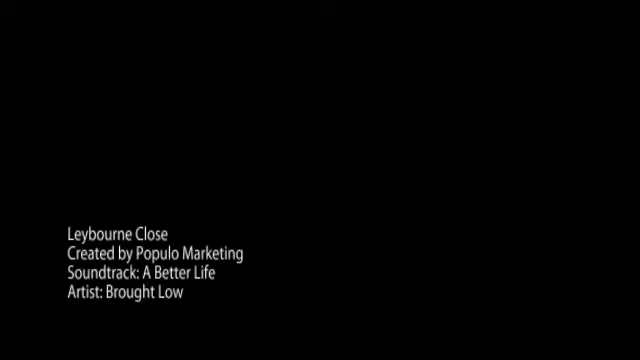 Leybourne Close
Created by Populo Marketing
Soundtrack: A Better Life
Artist: Brought Low